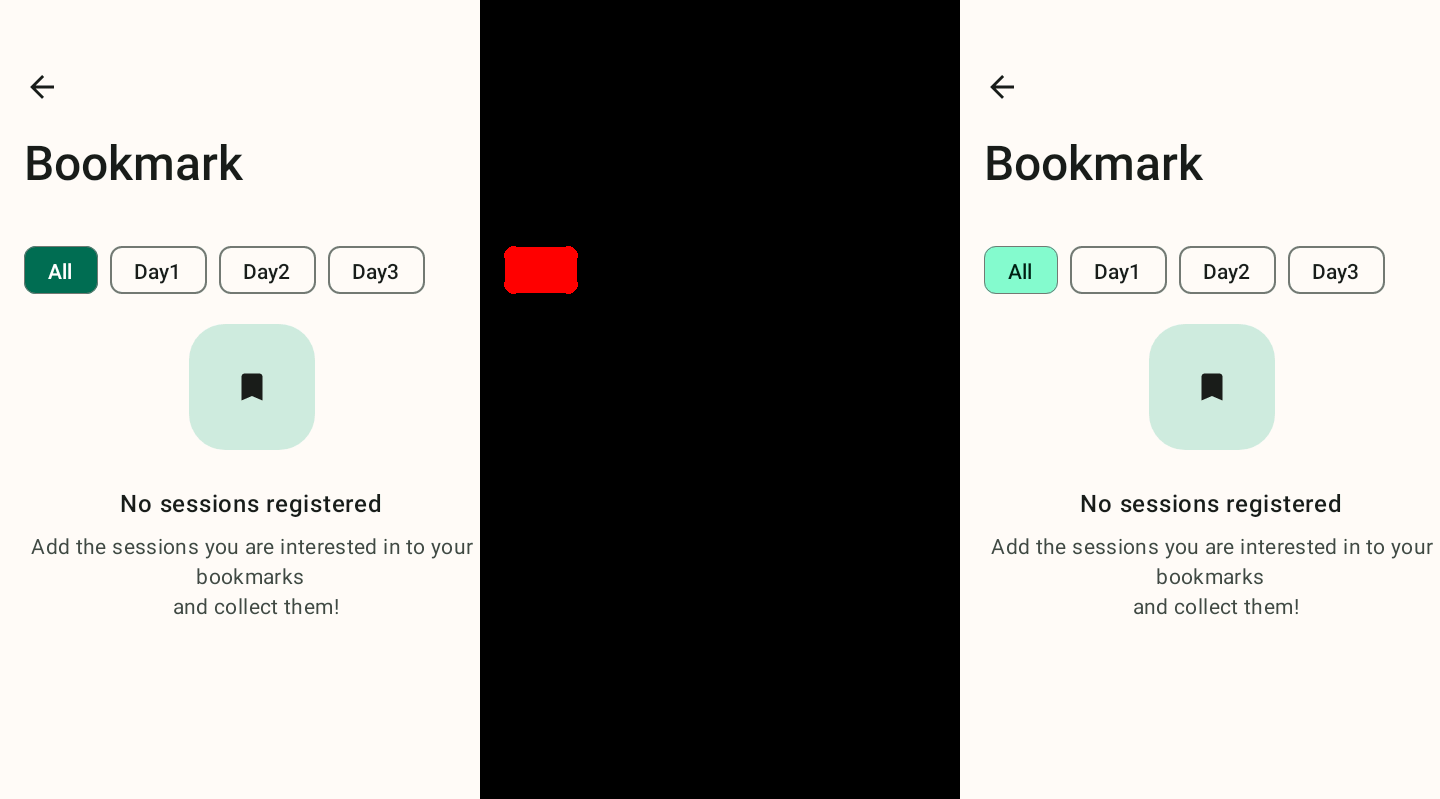 Bookmark
All Day1 Day2 Day3
No sessions registered
Add the sessions you are interested in to your
bookmarks
and collect them!
Bookmark
All Day1 Day2 Day3
No sessions registered
Add the sessions you are interested in to your
bookmarks
and collect them!